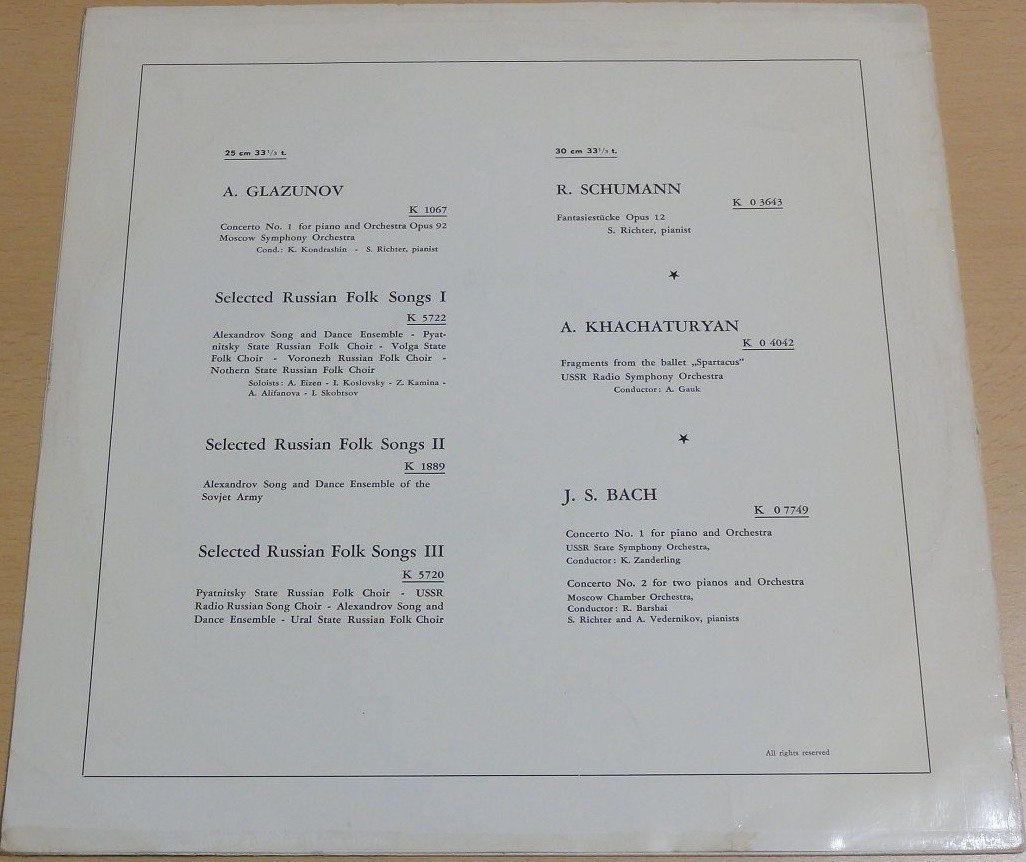 25 cm 33 1/3 t.
A. GLAZUNOV
K 1067
Concerto No. 1 for piano and Orchestra Opus 92
Moscow Symphony Orchestra
Cond.: K. Kondrashin - S. Richter, pianist
Selected Russian Folk Songs I
K 5722
Alexandrov Song and Dance Ensemble - Pyat-
nitsky State Russian Folk Choir - Volga State
Folk Choir - Voronezh Russian Folk Choir -
Nothern State Russian Folk Choir
Soloists: A. Eizen - I. Koslovsky - Z. Kamina -
A. Alifanova - I. Skobtsov
Selected Russian Folk Songs II
K 1889
Alexandrov Song and Dance Ensemble of the
Sovjet Army
Selected Russian Folk Songs III
K 5720
Pyatnitsky State Russian Folk Choir - USSR
Radio Russian Song Choir - Alexandrov Song and
Dance Ensemble - Ural State Russian Folk Choir
30 cm 33 1/3 t.
R. SCHUMANN
K 0 3643
Fantasiestücke Opus 12
S. Richter, pianist
A. KHACHATURYAN
K 0 4042
Fragments from the ballet „Spartacus"
USSR Radio Symphony Orchestra
Conductor: A. Gauk
J. S. BACH
K 0 7749
Concerto No. 1 for piano and Orchestra
USSR State Symphony Orchestra,
Conductor: K. Zanderling
Concerto No. 2 for two pianos and Orchestra
Moscow Chamber Orchestra,
Conductor: R. Barshai
S. Richter and A. Vedernikov, pianists
All rights reserved